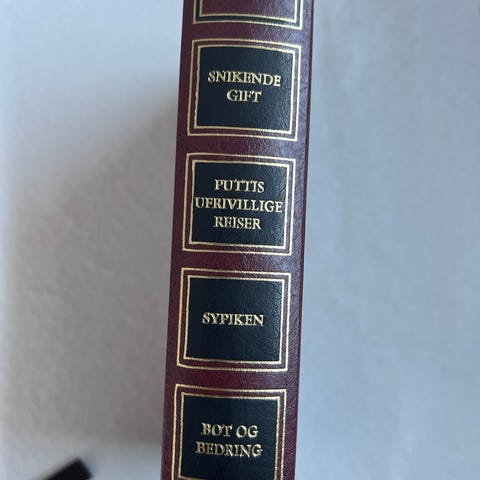 SNIKENDE
GIFT
PUTTIS
UFRIVILLIGE
REISER
SYPIKEN
BOT OG
BEDRING